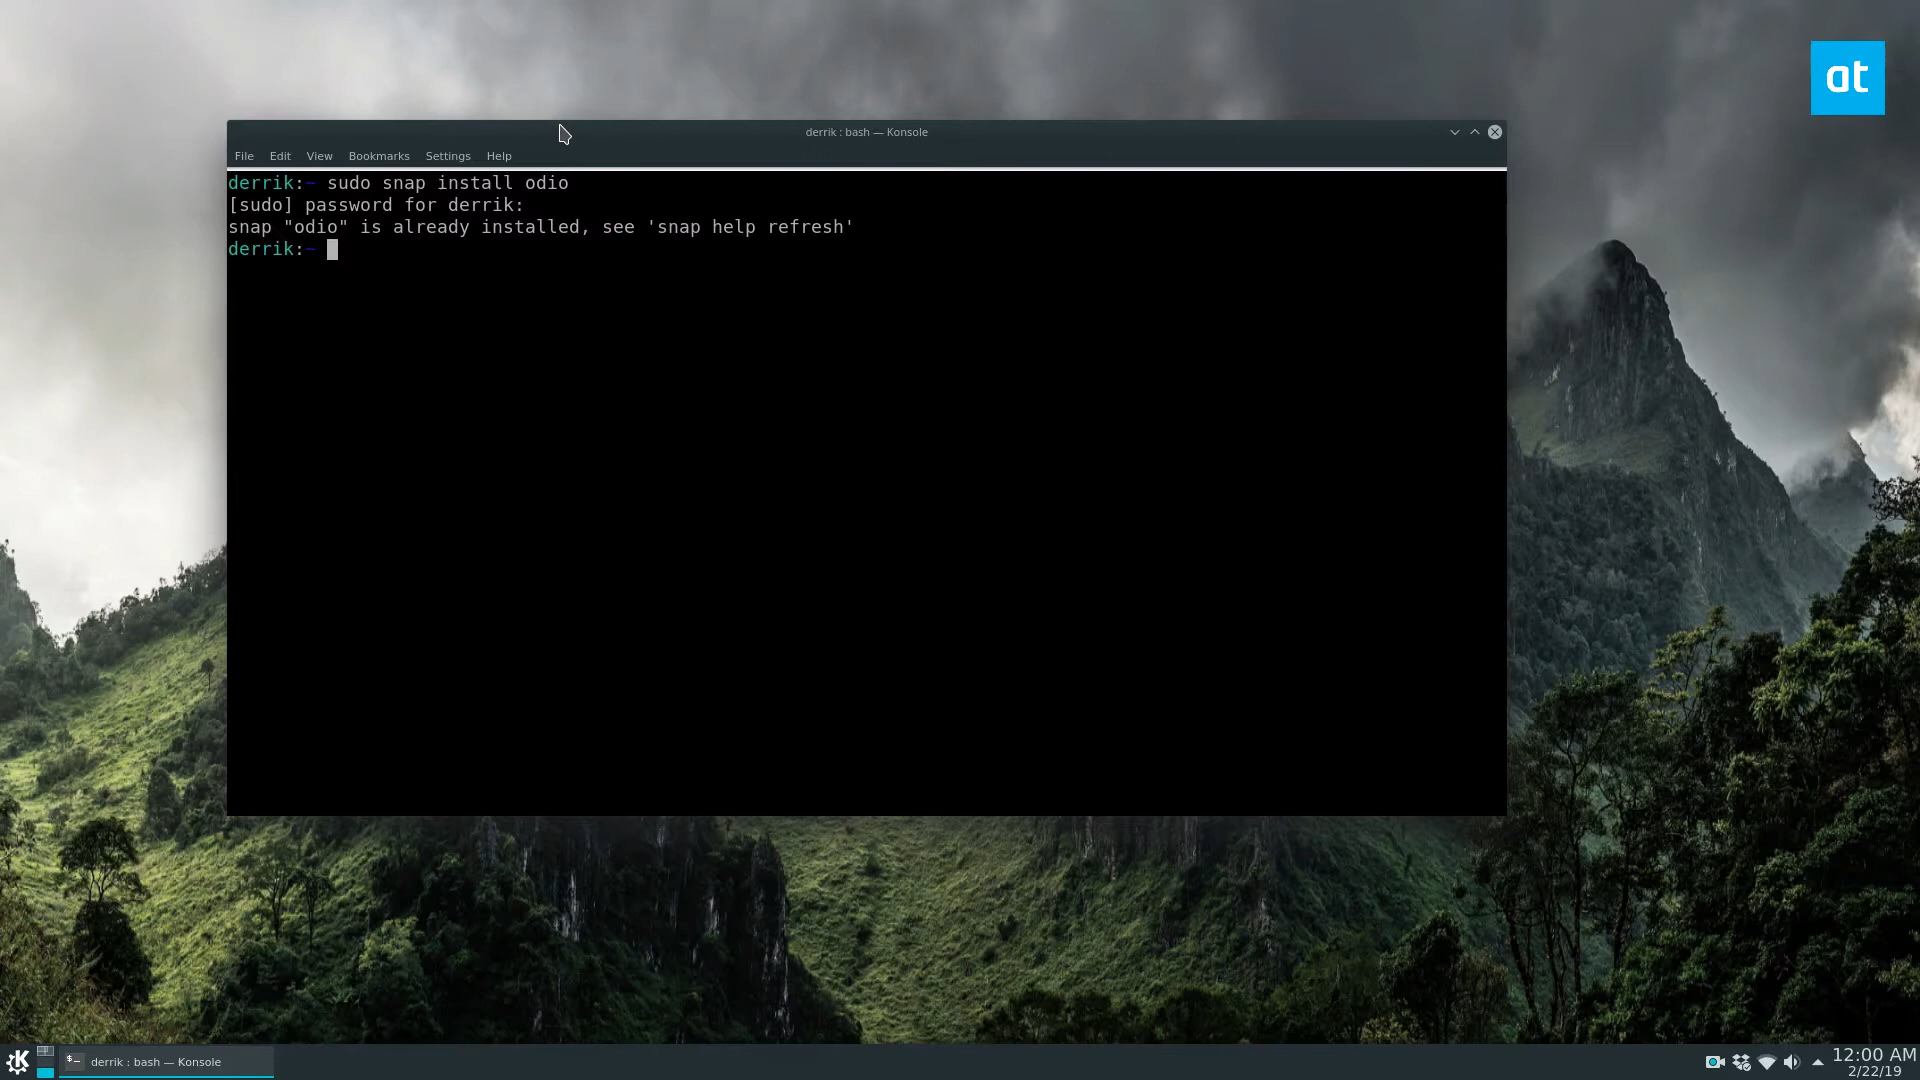 at
derrik : bash — Konsole
File Edit View Bookmarks Settings Help
derrik:~ sudo snap install odio
[sudo] password for derrik:
snap "odio" is already installed, see 'snap help refresh'
derrik:~
derrik : bash — Konsole
12:00 AM
2/22/19